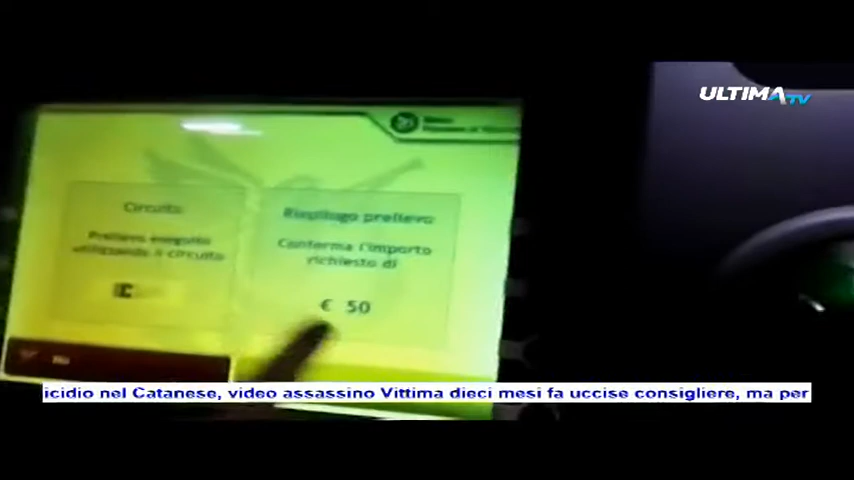 ULTIMA TV
Circuito
Prelievo eseguito
utilizzando il circuito
Riepilogo prelievo
Conferma l'importo
richiesto di
€ 50
No
icidio nel Catanese, video assassino Vittima dieci mesi fa uccise consigliere, ma per